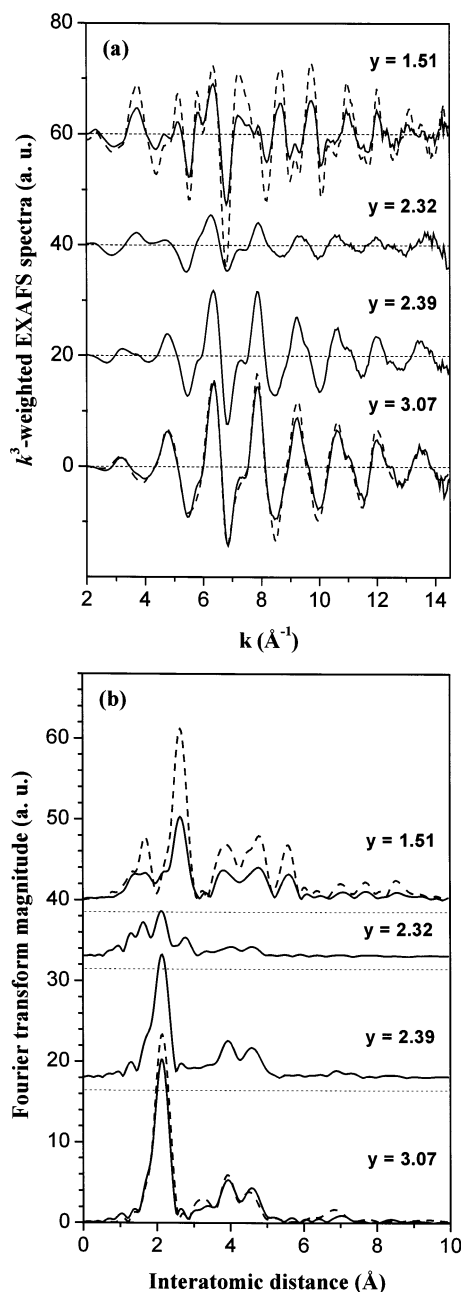 80
(a)
y = 1.51
60
y = 2.32
40
y = 2.39
20
y = 3.07
0
2 4 6 8 10 12 14
k³-weighted EXAFS spectra (a. u.)
k (Å⁻¹)
(b)
60
y = 1.51
50
40
y = 2.32
30
y = 2.39
20
10
y = 3.07
0
0 2 4 6 8 10
Fourier transform magnitude (a. u.)
Interatomic distance (Å)